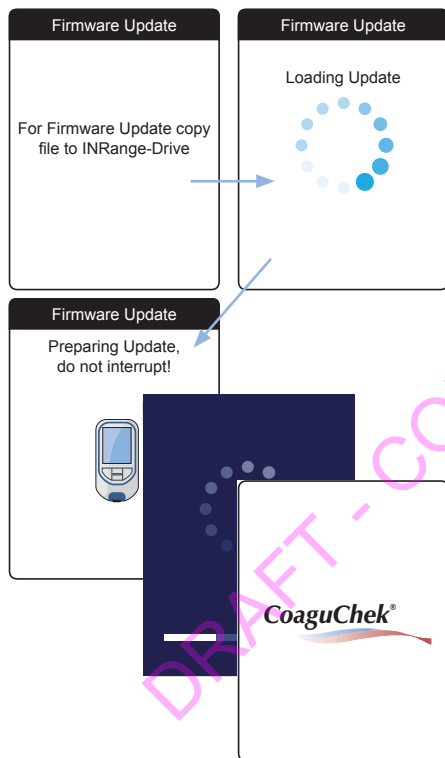 Firmware Update
For Firmware Update copy
file to INRange-Drive
Firmware Update
Loading Update
Firmware Update
Preparing Update,
do not interrupt!
CoaguChek®
DRAFT - CO